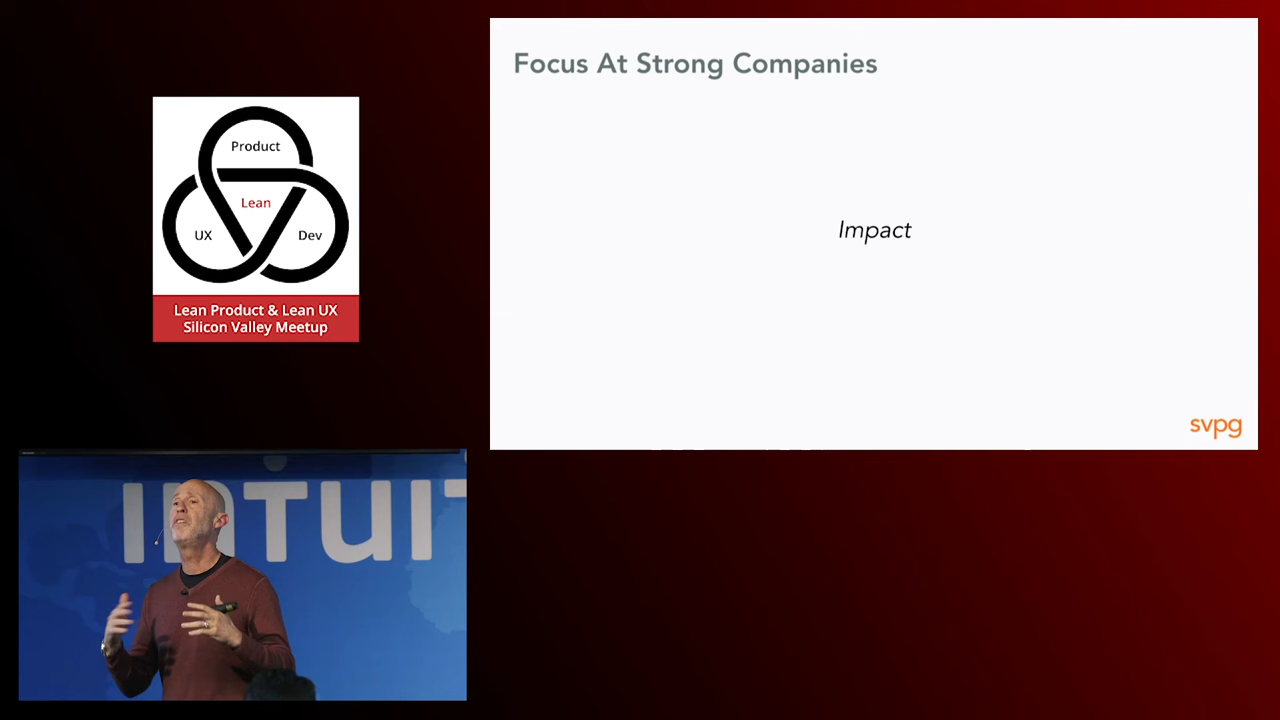 Product
Lean
UX
Dev
Lean Product & Lean UX
Silicon Valley Meetup
Focus At Strong Companies
Impact
svpg
INTUIT